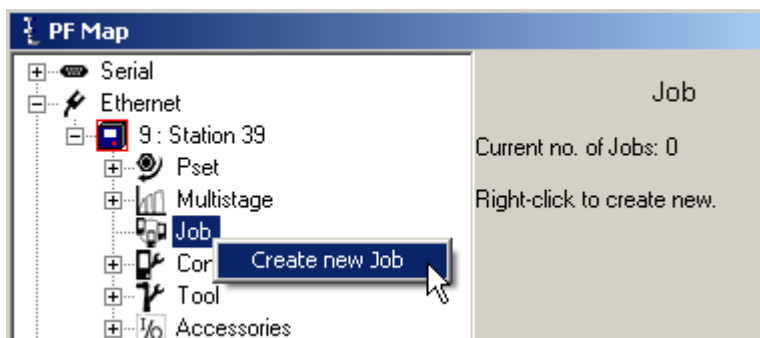 PF Map
Serial
Ethernet
9 : Station 39
Pset
Multistage
Job
Create new Job
Tool
I/o Accessories
Job
Current no. of Jobs: 0
Right-click to create new.